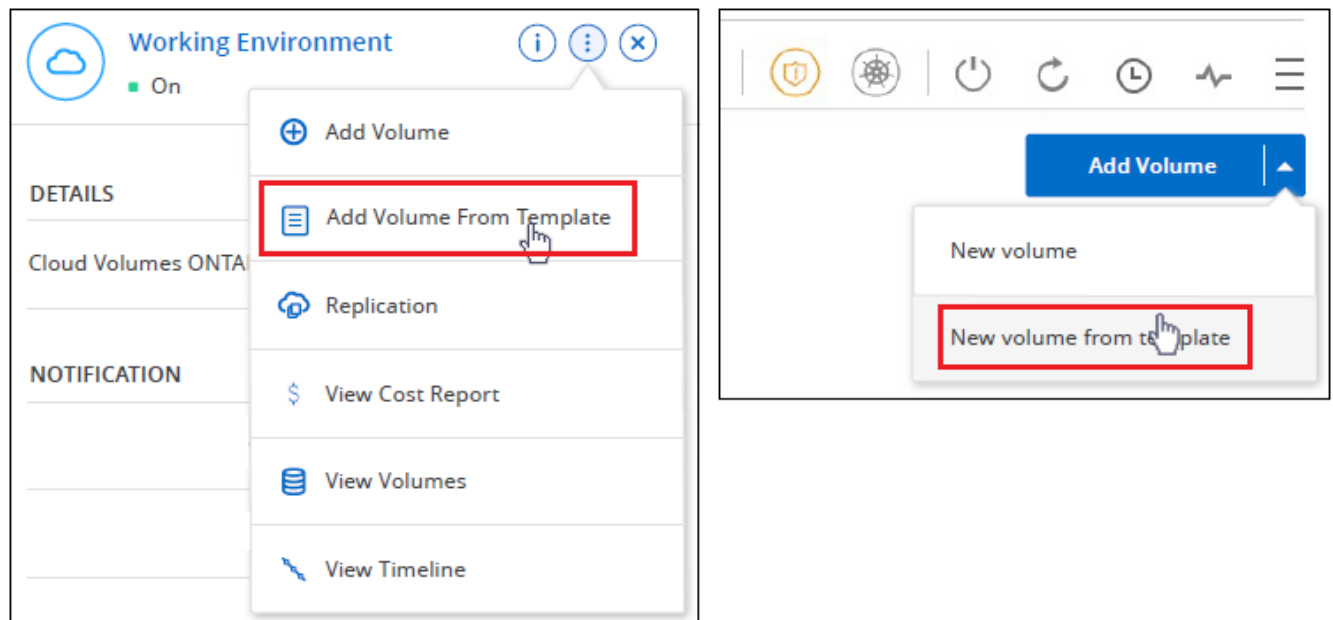 Working Environment
On
Add Volume
DETAILS
Add Volume From Template
Cloud Volumes ONTA
Replication
NOTIFICATION
$ View Cost Report
View Volumes
View Timeline
Add Volume
New volume
New volume from template